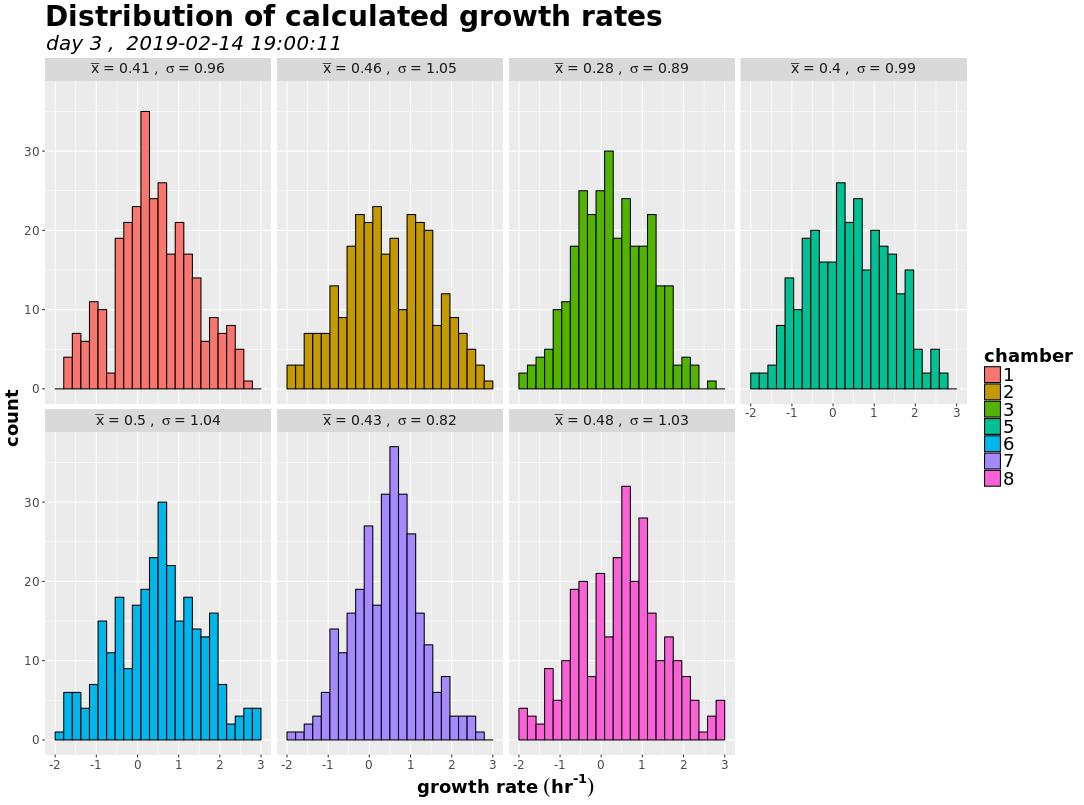 Distribution of calculated growth rates
day 3 ,  2019-02-14 19:00:11
x̅ = 0.41 ,  σ = 0.96
x̅ = 0.46 ,  σ = 1.05
x̅ = 0.28 ,  σ = 0.89
x̅ = 0.4 ,  σ = 0.99
30
20
10
0
-2 -1 0 1 2 3
x̅ = 0.5 ,  σ = 1.04
x̅ = 0.43 ,  σ = 0.82
x̅ = 0.48 ,  σ = 1.03
30
20
10
0
-2 -1 0 1 2 3
-2 -1 0 1 2 3
-2 -1 0 1 2 3
count
growth rate (hr⁻¹)
chamber
1
2
3
5
6
7
8